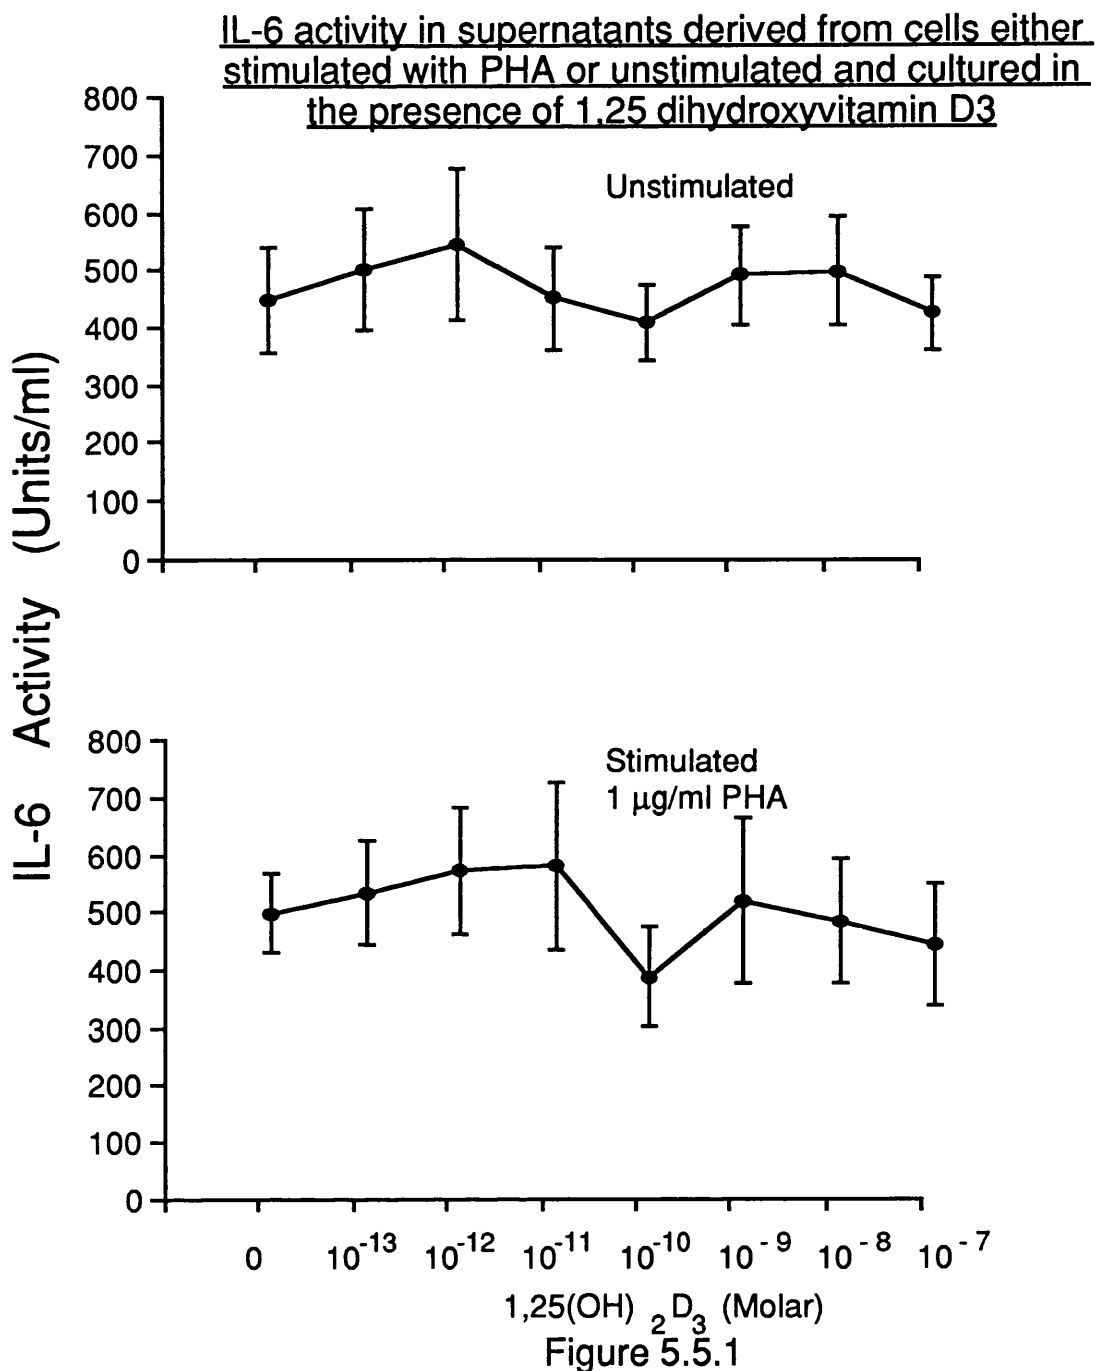 IL-6 activity in supernatants derived from cells either
stimulated with PHA or unstimulated and cultured in
the presence of 1,25 dihydroxyvitamin D3
IL-6 Activity (Units/ml)
800
700
600
500
400
300
200
100
0
Unstimulated
800
700
600
500
400
300
200
100
0
Stimulated
1 µg/ml PHA
0 10⁻¹³ 10⁻¹² 10⁻¹¹ 10⁻¹⁰ 10⁻⁹ 10⁻⁸ 10⁻⁷
1,25(OH) ₂D₃ (Molar)
Figure 5.5.1